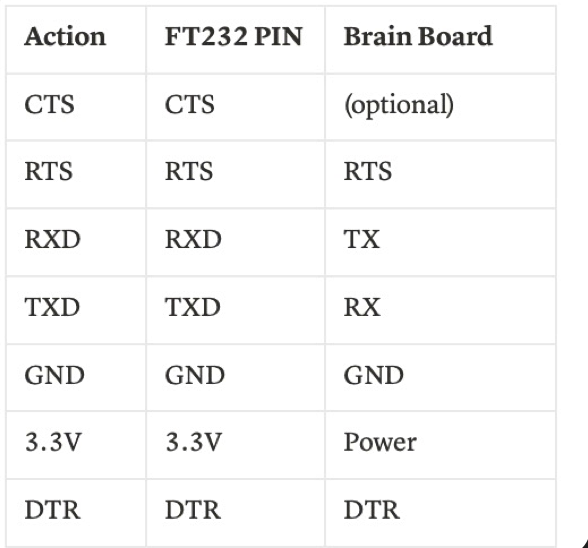 Action FT232 PIN Brain Board
CTS CTS (optional)
RTS RTS RTS
RXD RXD TX
TXD TXD RX
GND GND GND
3.3V 3.3V Power
DTR DTR DTR